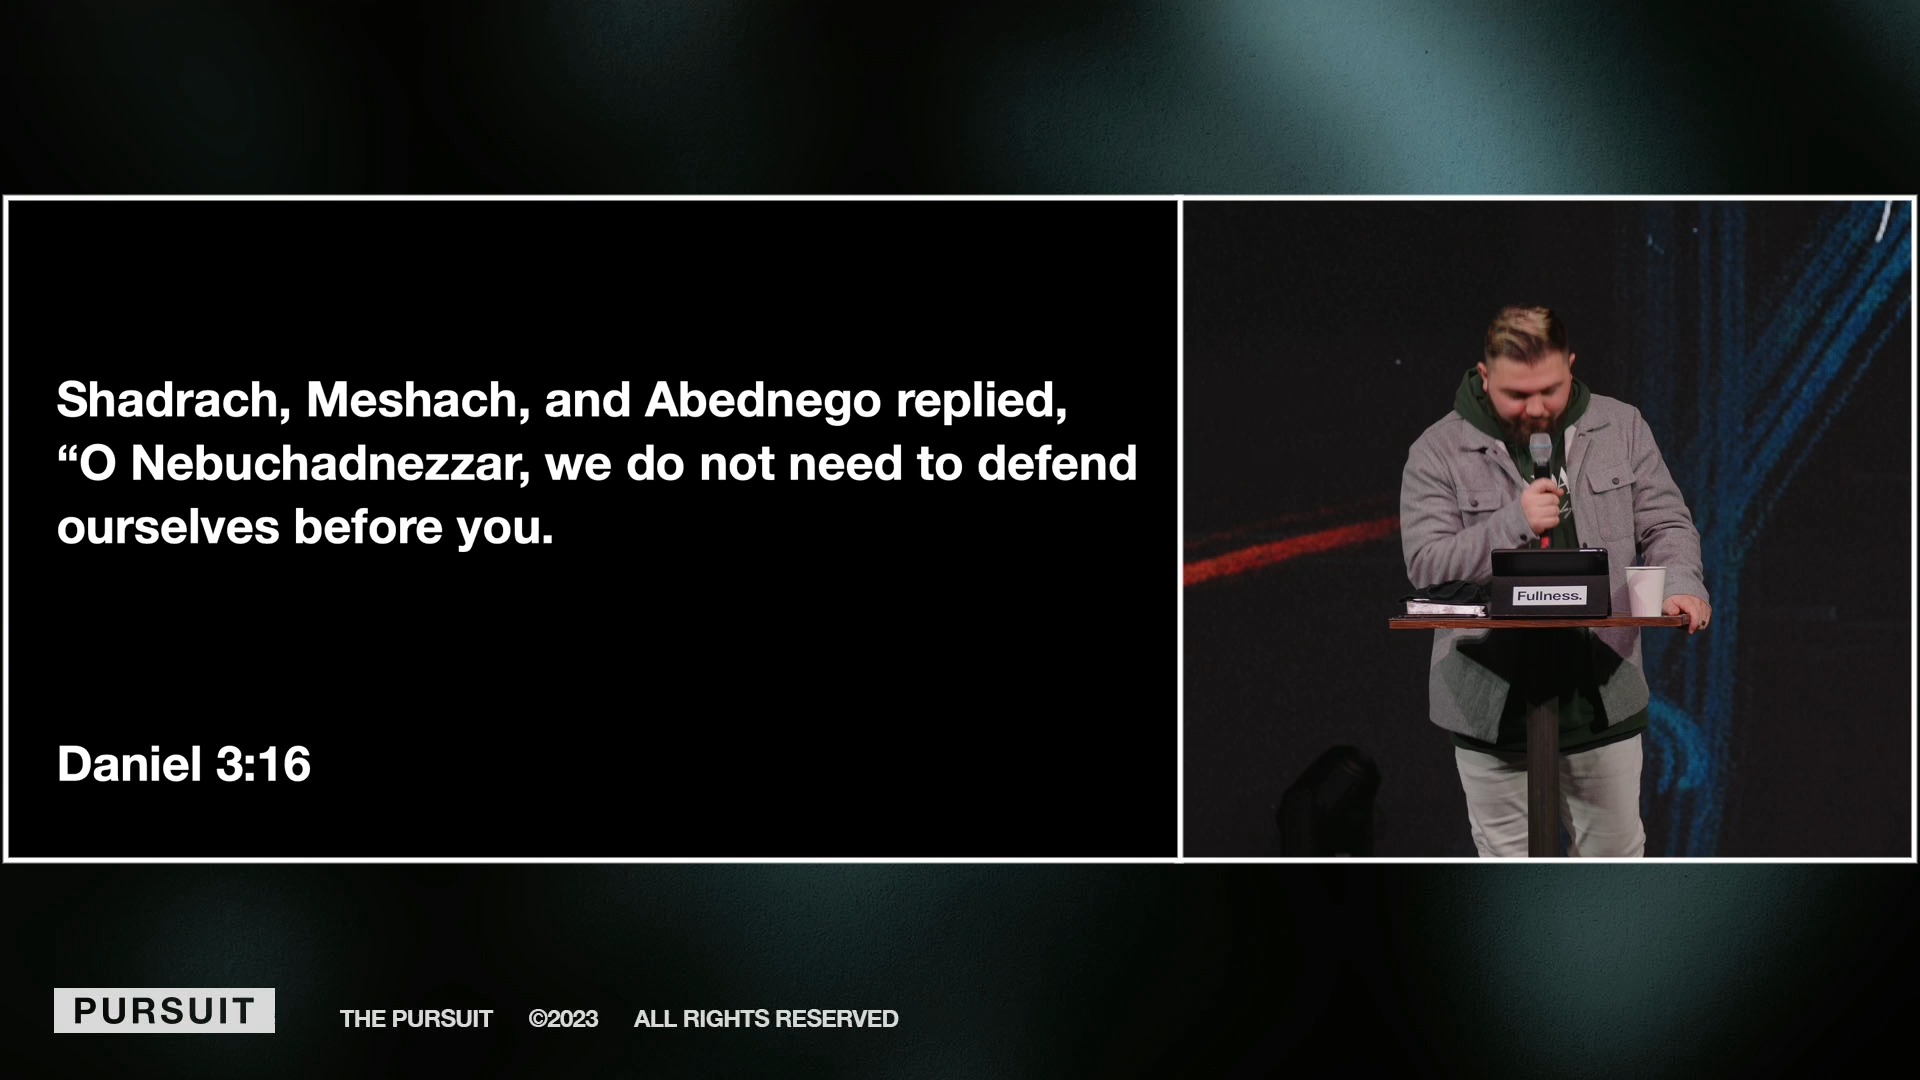 Shadrach, Meshach, and Abednego replied,
“O Nebuchadnezzar, we do not need to defend
ourselves before you.
Daniel 3:16
Fullness.
PURSUIT
THE PURSUIT ©2023 ALL RIGHTS RESERVED